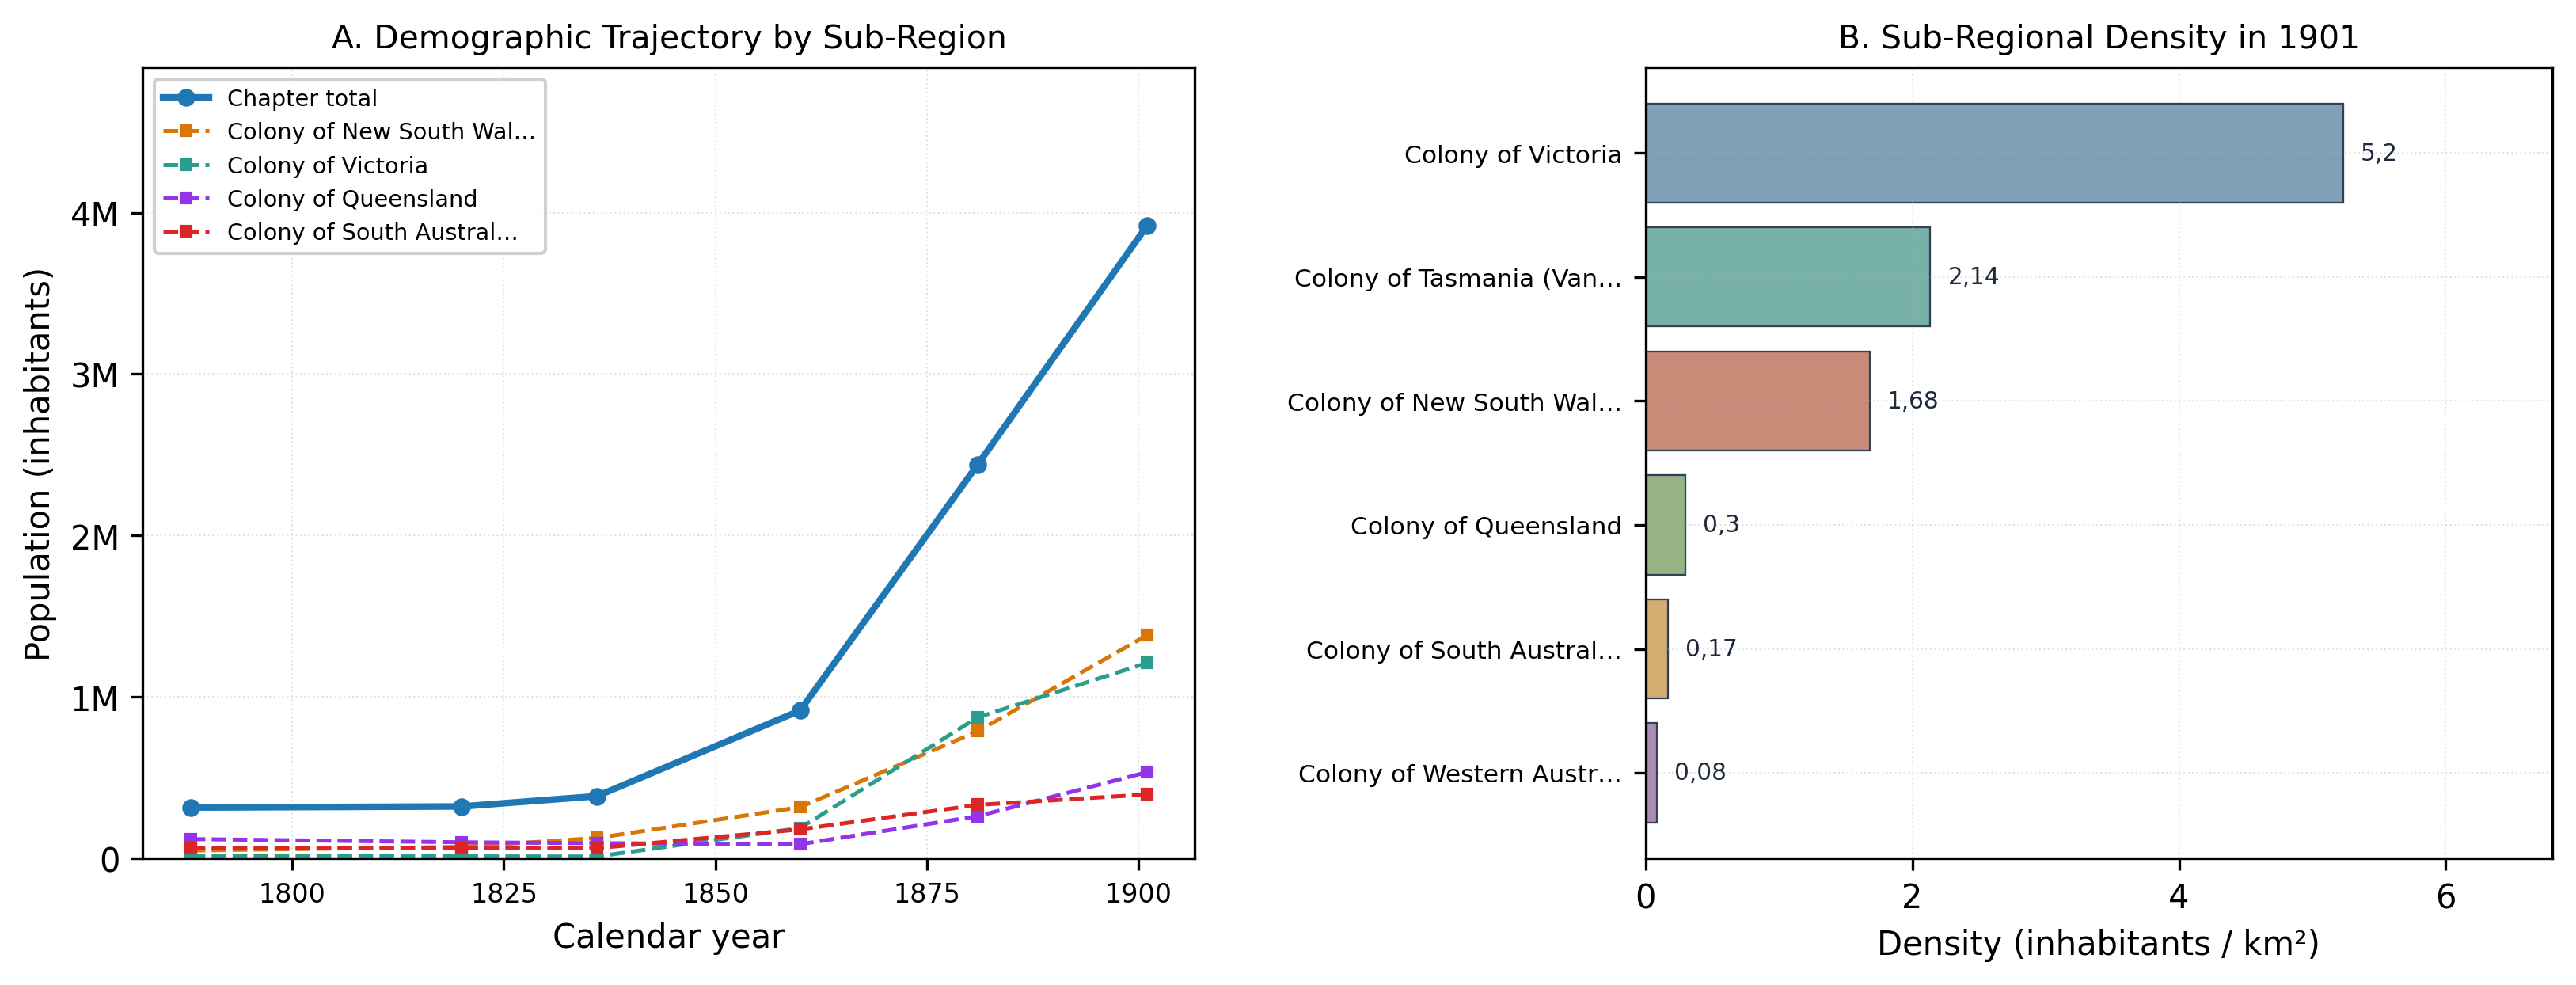 A. Demographic Trajectory by Sub-Region
Chapter total
Colony of New South Wal...
Colony of Victoria
Colony of Queensland
Colony of South Austral...
4M
3M
2M
1M
0
Population (inhabitants)
1800
1825
1850
1875
1900
Calendar year
B. Sub-Regional Density in 1901
Colony of Victoria
5,2
Colony of Tasmania (Van...
2,14
Colony of New South Wal...
1,68
Colony of Queensland
0,3
Colony of South Austral...
0,17
Colony of Western Austr...
0,08
0
2
4
6
Density (inhabitants / km²)